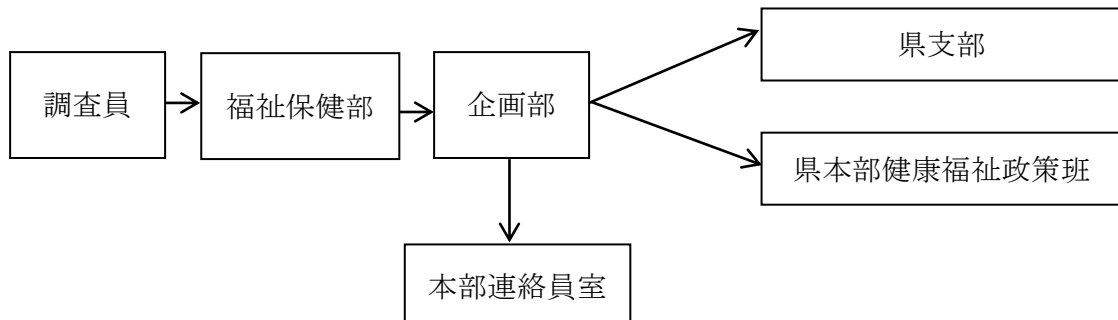 県支部
調査員
福祉保健部
企画部
県本部健康福祉政策班
本部連絡員室